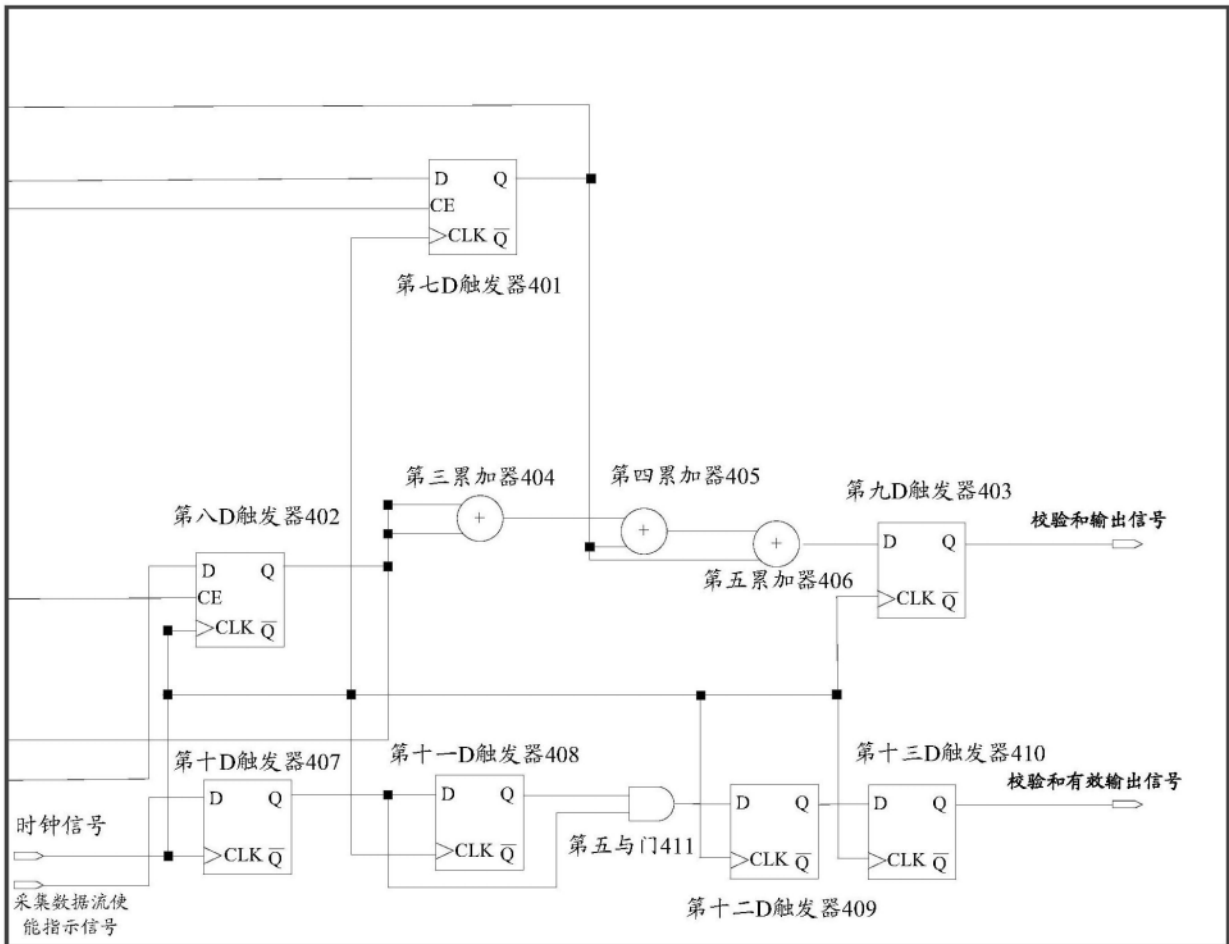 D Q
CE
CLK Q̅
第七D触发器401
第三累加器404
第四累加器405
第九D触发器403
第八D触发器402
+
+
+
校验和输出信号
D Q
CLK Q̅
第五累加器406
D Q
CE
CLK Q̅
第十D触发器407
第十一D触发器408
第十三D触发器410
校验和有效输出信号
D Q
CLK Q̅
D Q
CLK Q̅
D Q
CLK Q̅
D Q
CLK Q̅
时钟信号
第五与门411
采集数据流使
能指示信号
第十二D触发器409